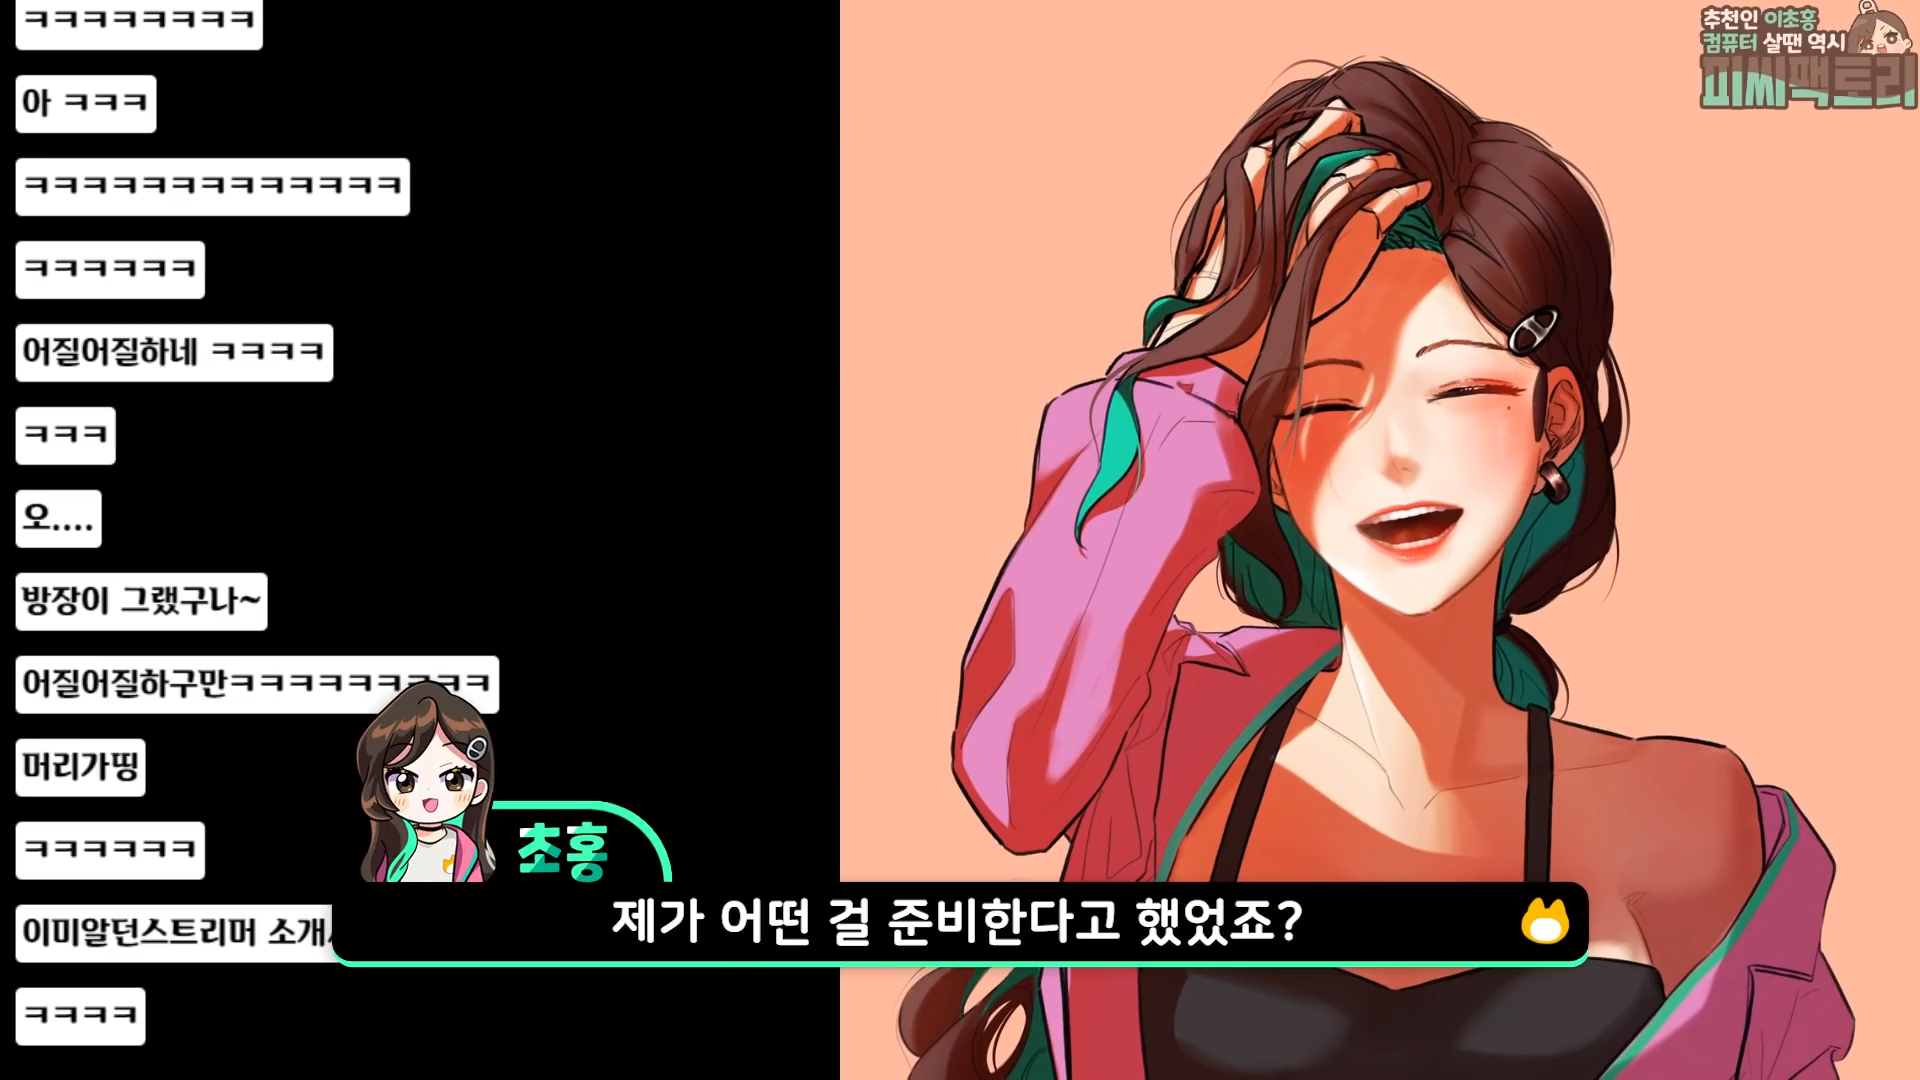 ㅋㅋㅋㅋㅋㅋㅋㅋ
아 ㅋㅋㅋ
ㅋㅋㅋㅋㅋㅋㅋㅋㅋㅋㅋㅋㅋ
ㅋㅋㅋㅋㅋㅋ
어질어질하네 ㅋㅋㅋㅋ
ㅋㅋㅋ
오....
방장이 그랬구나~
어질어질하구만ㅋㅋㅋㅋㅋㅋㅋㅋㅋ
머리가띵
ㅋㅋㅋㅋㅋㅋ
이미알던스트리머 소개
ㅋㅋㅋㅋ
추천인 이초홍
컴퓨터 살땐 역시
피씨팩토리
초홍
제가 어떤 걸 준비한다고 했었죠?